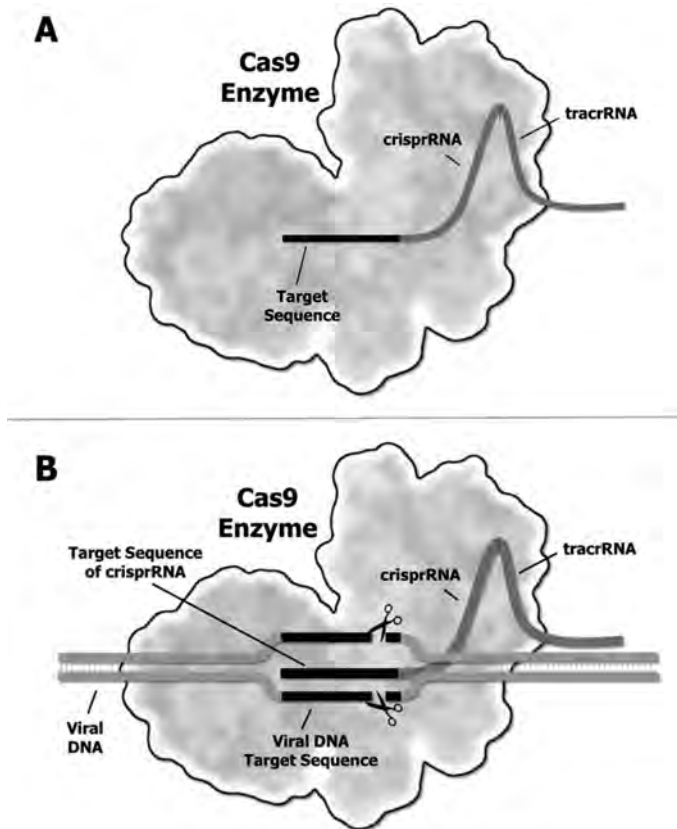 A
Cas9
Enzyme
tracrRNA
crisprRNA
Target
Sequence
B
Cas9
Enzyme
Target Sequence
of crisprRNA
tracrRNA
crisprRNA
Viral
DNA
Viral DNA
Target Sequence